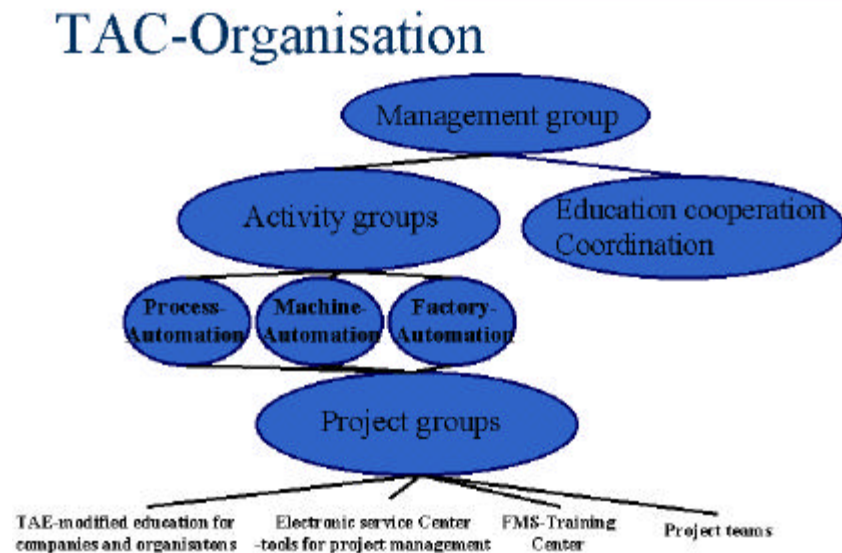 TAC-Organisation
Management group
Activity groups
Education cooperation
Coordination
Process-
Automation
Machine-
Automation
Factory-
Automation
Project groups
TAE-modified education for
companies and organisatons
Electronic service Center
-tools for project management
FMS-Training
Center
Project teams